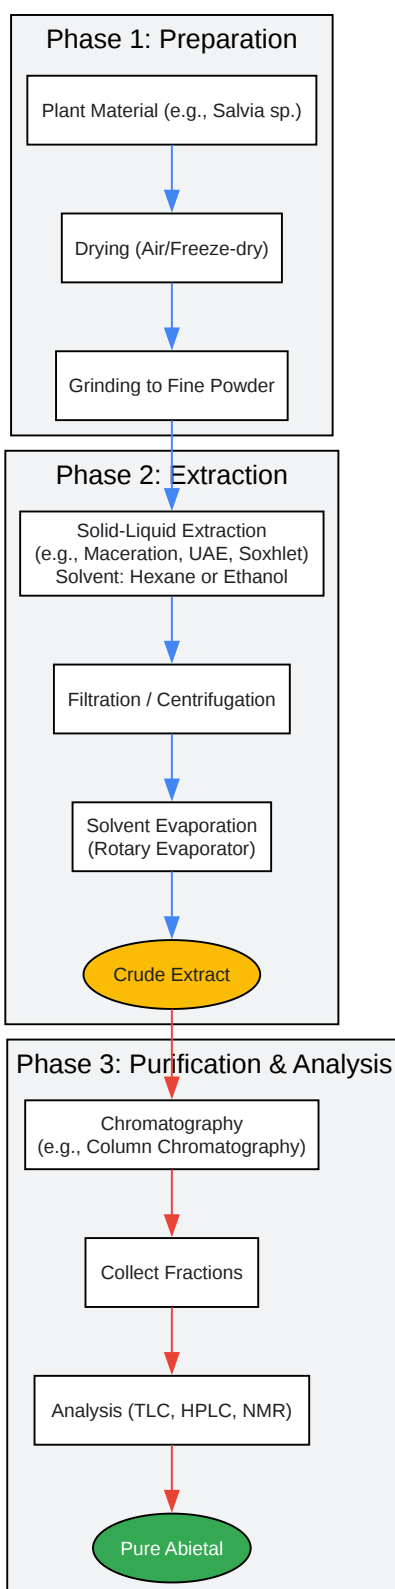 Phase 1: Preparation
Plant Material (e.g., Salvia sp.)
Drying (Air/Freeze-dry)
Grinding to Fine Powder
Phase 2: Extraction
Solid-Liquid Extraction
(e.g., Maceration, UAE, Soxhlet)
Solvent: Hexane or Ethanol
Filtration / Centrifugation
Solvent Evaporation
(Rotary Evaporator)
Crude Extract
Phase 3: Purification & Analysis
Chromatography
(e.g., Column Chromatography)
Collect Fractions
Analysis (TLC, HPLC, NMR)
Pure Abietal